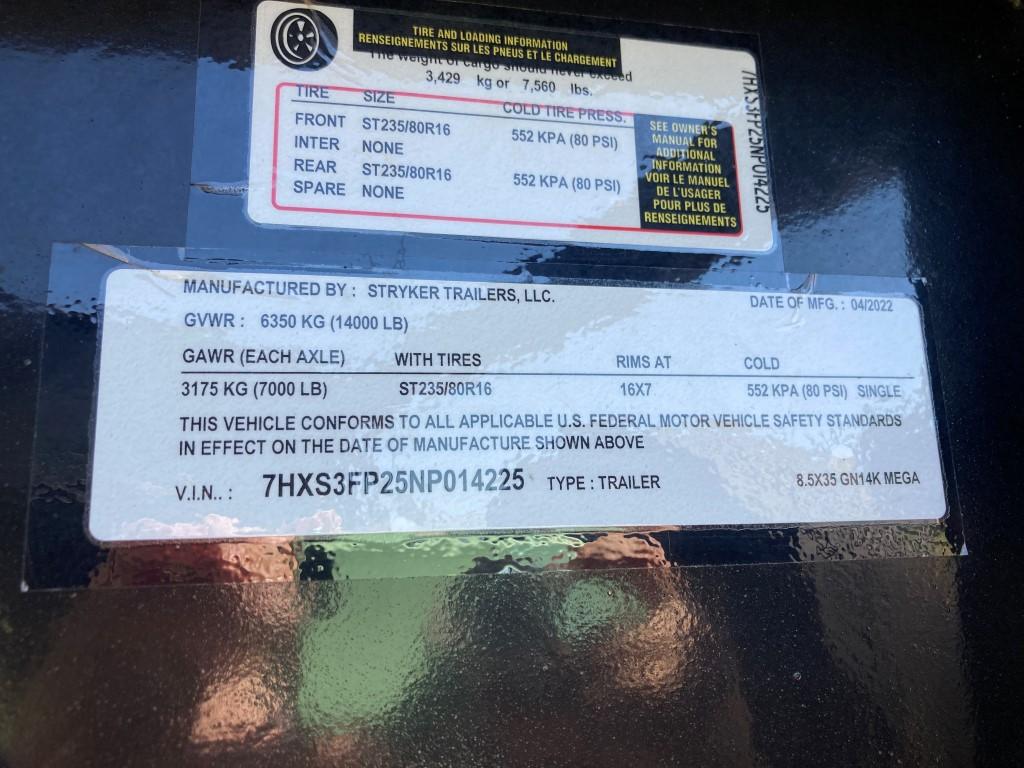 TIRE AND LOADING INFORMATION
RENSEIGNEMENTS SUR LES PNEUS ET LE CHARGEMENT
The weight of cargo should never exceed
3,429 kg or 7,560 lbs.
TIRE SIZE COLD TIRE PRESS.
FRONT ST235/80R16 552 KPA (80 PSI)
INTER NONE
REAR ST235/80R16 552 KPA (80 PSI)
SPARE NONE
SEE OWNER'S
MANUAL FOR
ADDITIONAL
INFORMATION
VOIR LE MANUEL
DE L'USAGER
POUR PLUS DE
RENSEIGNEMENTS
7HXS3FP25NP014225
MANUFACTURED BY : STRYKER TRAILERS, LLC. DATE OF MFG. : 04/2022
GVWR : 6350 KG (14000 LB)
GAWR (EACH AXLE) WITH TIRES RIMS AT COLD
3175 KG (7000 LB) ST235/80R16 16X7 552 KPA (80 PSI) SINGLE
THIS VEHICLE CONFORMS TO ALL APPLICABLE U.S. FEDERAL MOTOR VEHICLE SAFETY STANDARDS
IN EFFECT ON THE DATE OF MANUFACTURE SHOWN ABOVE
V.I.N.. : 7HXS3FP25NP014225 TYPE : TRAILER 8.5X35 GN14K MEGA